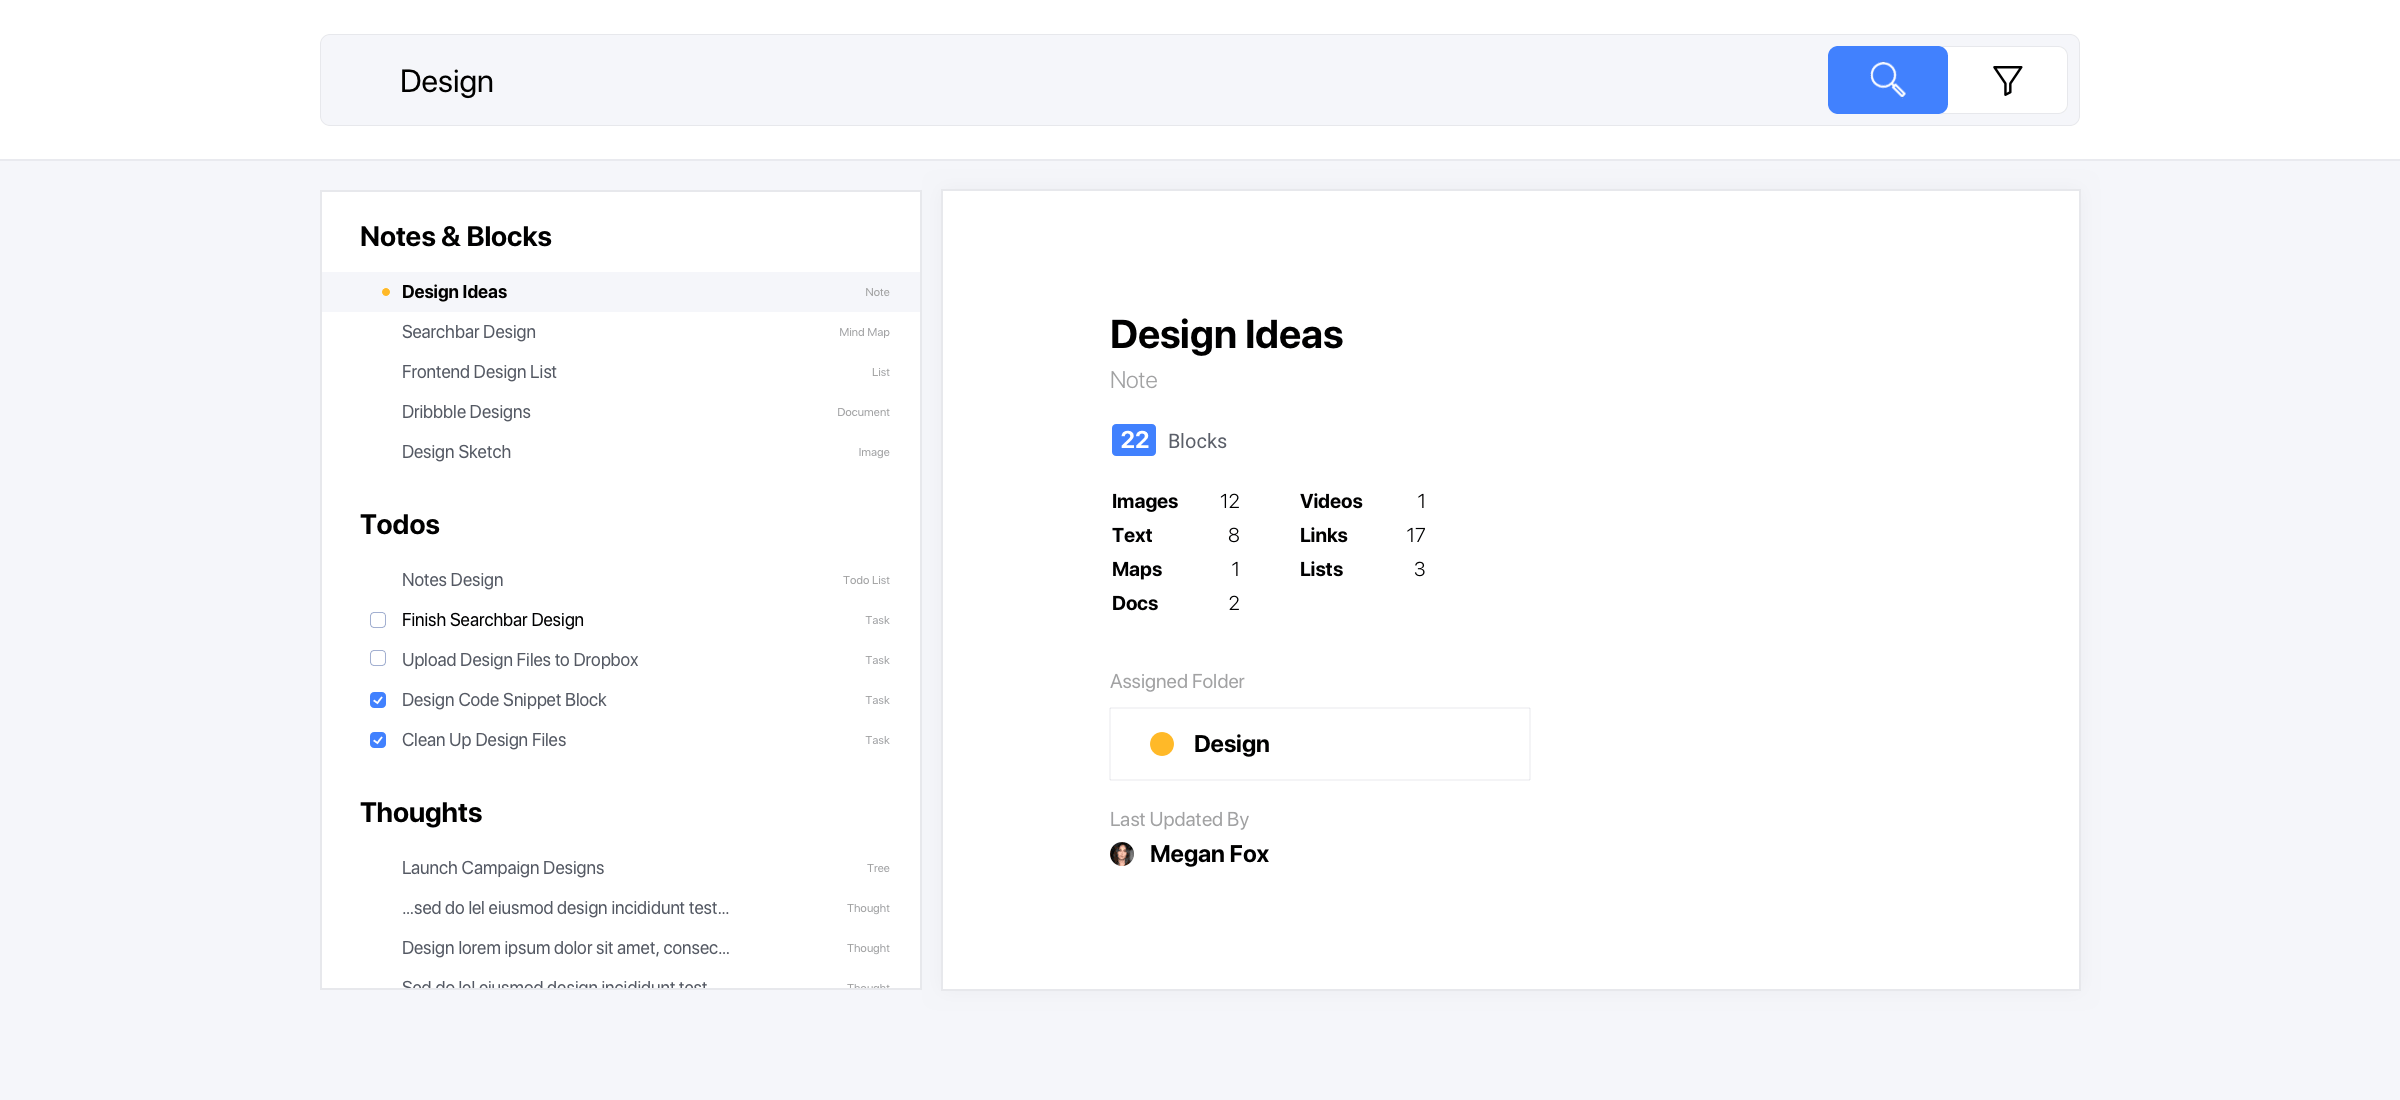 Design
Notes & Blocks
Design Ideas Note
Searchbar Design Mind Map
Frontend Design List List
Dribbble Designs Document
Design Sketch Image
Todos
Notes Design Todo List
Finish Searchbar Design Task
Upload Design Files to Dropbox Task
Design Code Snippet Block Task
Clean Up Design Files Task
Thoughts
Launch Campaign Designs Tree
...sed do lel eiusmod design incididunt test... Thought
Design lorem ipsum dolor sit amet, consec... Thought
Sed do lel eiusmod design incididunt test Thought
Design Ideas
Note
22 Blocks
Images 12 Videos 1
Text 8 Links 17
Maps 1 Lists 3
Docs 2
Assigned Folder
Design
Last Updated By
Megan Fox